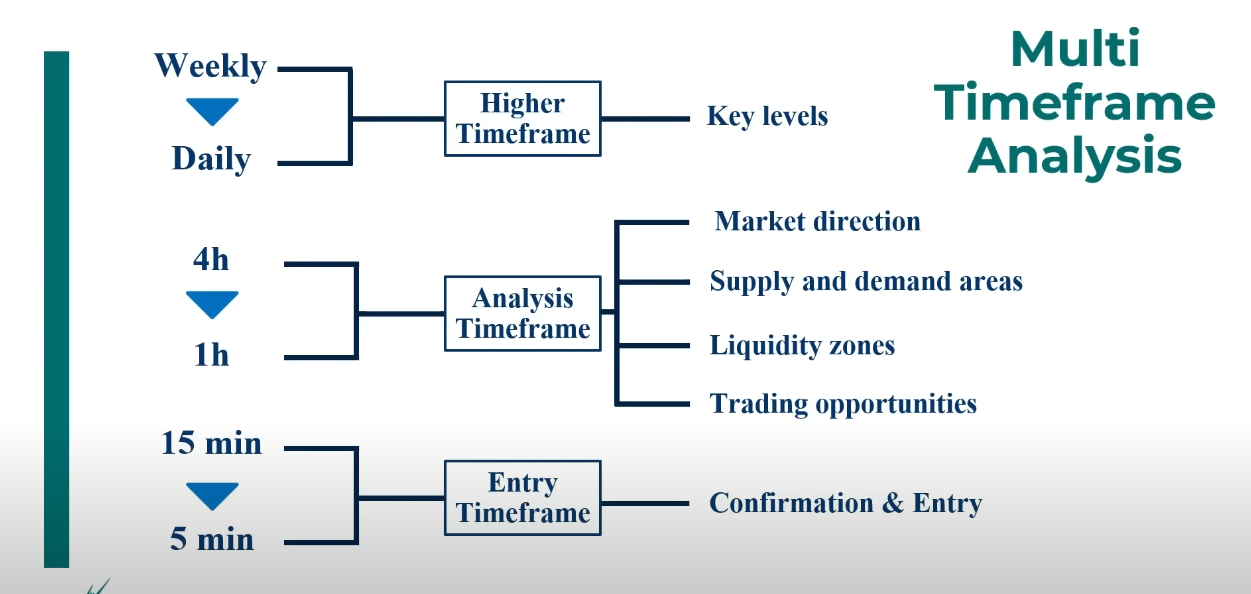 Multi
Timeframe
Analysis
Weekly
Daily
Higher
Timeframe
Key levels
4h
1h
Analysis
Timeframe
Market direction
Supply and demand areas
Liquidity zones
Trading opportunities
15 min
5 min
Entry
Timeframe
Confirmation & Entry